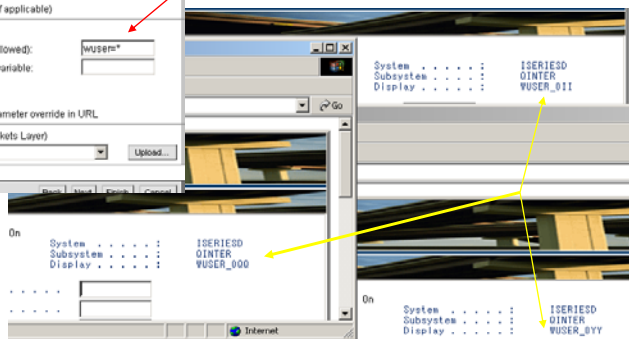 f applicable)
lowed):
wuser=*
variable:
ameter override in URL
kets Layer)
Upload...
Back Next Finish Cancel
Go
System . . . . . : ISERIESD
Subsystem . . . . : QINTER
Display . . . . . : WUSER_0II
On
System . . . . . : ISERIESD
Subsystem . . . . : QINTER
Display . . . . . : WUSER_000
. . . . .
. . . . .
Internet
On
System . . . . . : ISERIESD
Subsystem . . . . : QINTER
Display . . . . . : WUSER_0YY